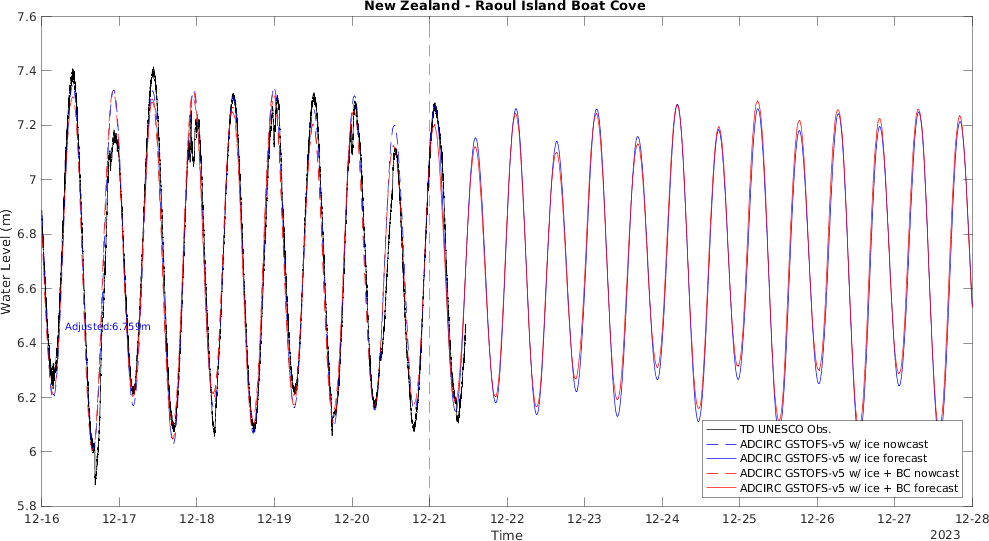 New Zealand - Raoul Island Boat Cove
Water Level (m)
7.6
7.4
7.2
7
6.8
6.6
6.4
6.2
6
5.8
Adjusted:6.759m
TD UNESCO Obs.
ADCIRC GSTOFS-v5 w/ ice nowcast
ADCIRC GSTOFS-v5 w/ ice forecast
ADCIRC GSTOFS-v5 w/ ice + BC nowcast
ADCIRC GSTOFS-v5 w/ ice + BC forecast
12-16 12-17 12-18 12-19 12-20 12-21 12-22 12-23 12-24 12-25 12-26 12-27 12-28
Time
2023